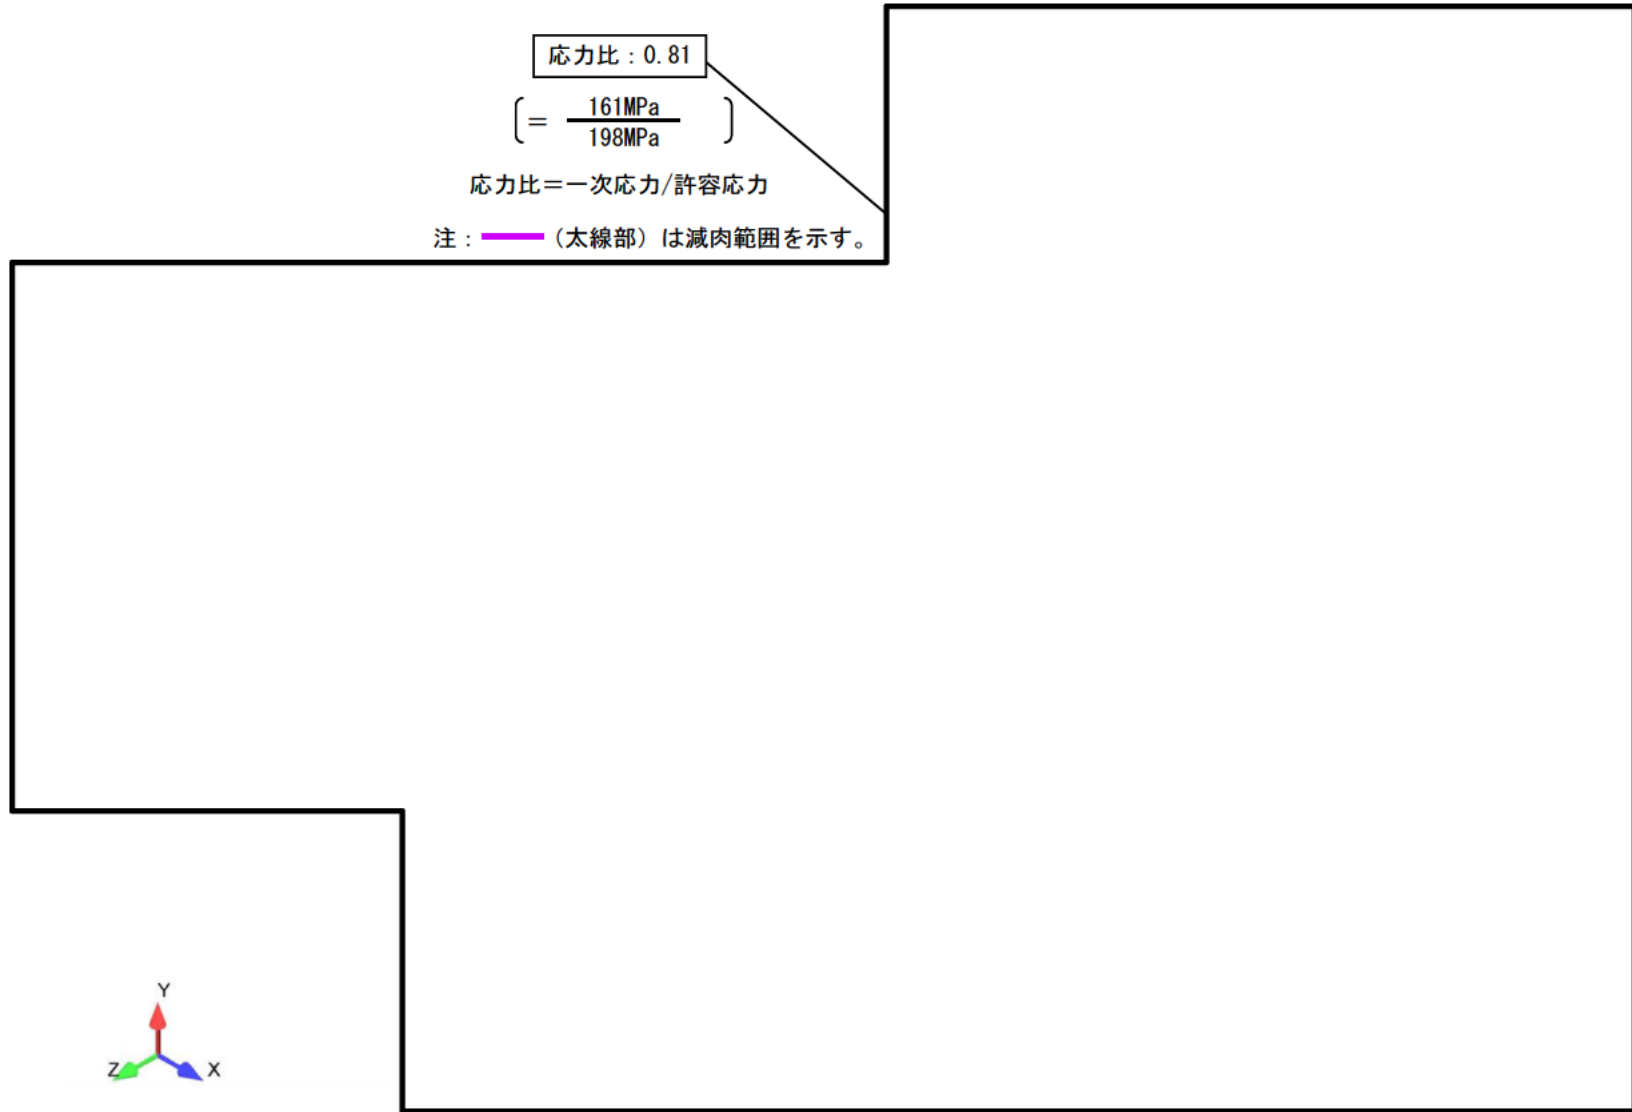 応力比：0.81
〔＝ 161MPa
198MPa 〕
応力比＝一次応力/許容応力
注：（太線部）は減肉範囲を示す。
Y
Z
X